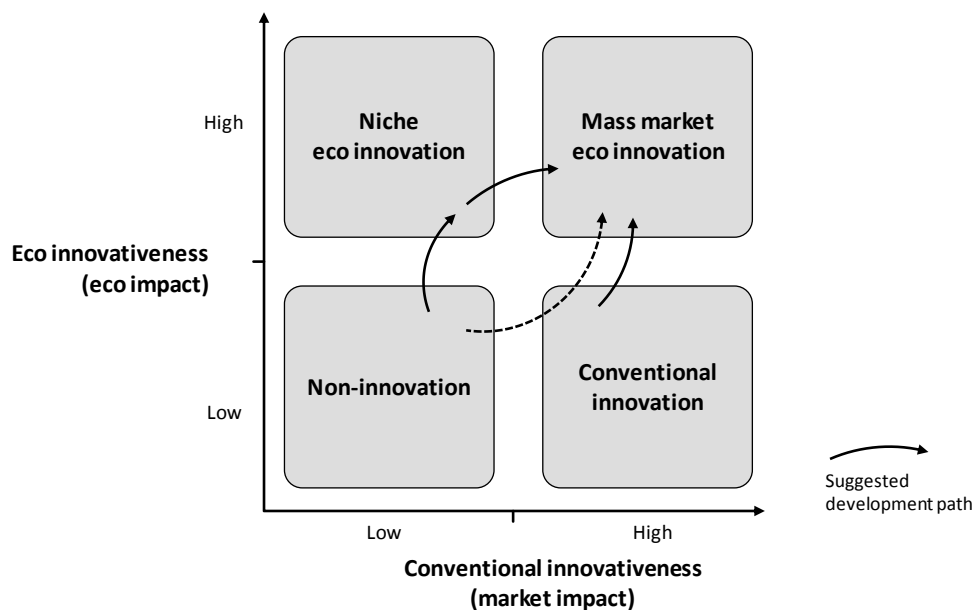 High
Niche
eco innovation
Mass market
eco innovation
Eco innovativeness
(eco impact)
Non-innovation
Conventional
innovation
Low
Suggested
development path
Low
High
Conventional innovativeness
(market impact)